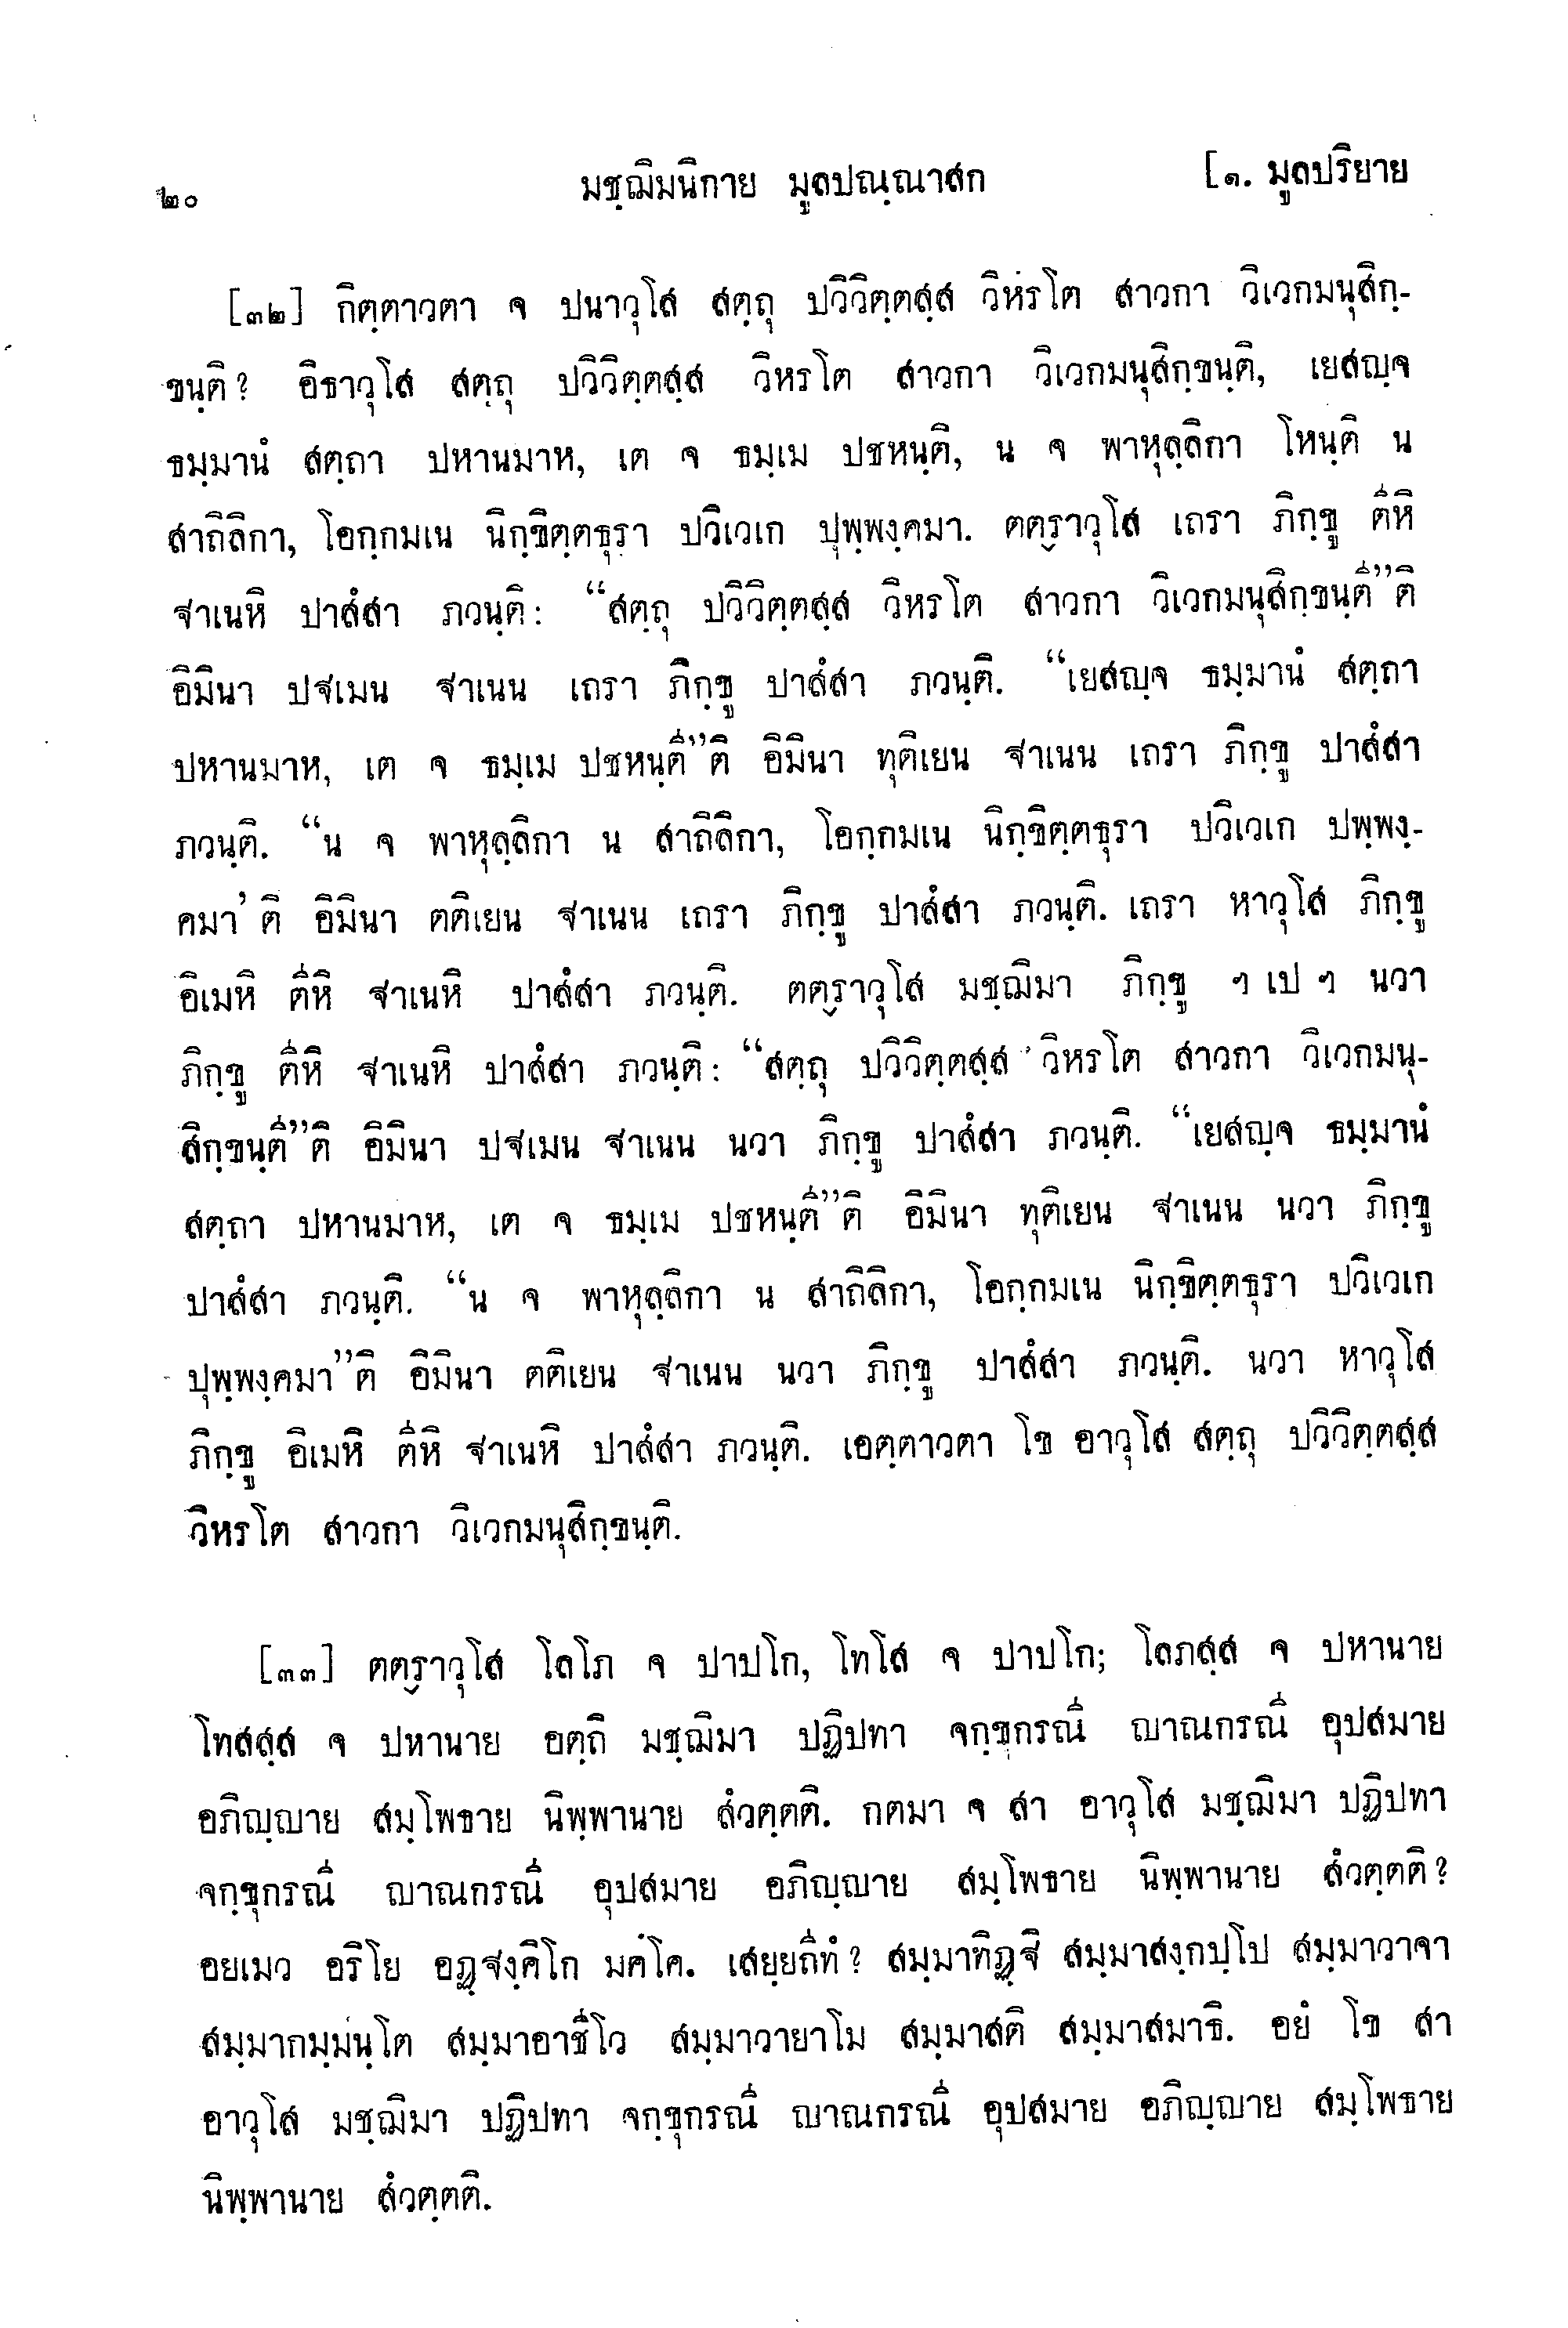 ๒๐ มชฺฌิมนิกาย มูลปณฺณาสก [๑. มูลปริยาย
[๓๒] กิตฺตาวตา จ ปนาวุโส สตฺถุ ปวิวิตฺตสฺส วิหรโต สาวกา วิเวกมนุสิกฺ-
ขนฺติ? อิธาวุโส สตฺถุ ปวิวิตฺตสฺส วิหรโต สาวกา วิเวกมนุสิกฺขนฺติ, เยสญฺจ
ธมฺมานํ สตฺถา ปหานมาห, เต จ ธมฺเม ปชหนฺติ, น จ พาหุลฺลิกา โหนฺติ น
สาถิลิกา, โอกฺกมเน นิกฺขิตฺตธุรา ปวิเวเก ปุพฺพงฺคมา. ตตฺราวุโส เถรา ภิกฺขู ตีหิ
ฐาเนหิ ปาสํสา ภวนฺติ: “สตฺถุ ปวิวิตฺตสฺส วิหรโต สาวกา วิเวกมนุสิกฺขนฺตี”ติ
อิมินา ปฐเมน ฐาเนน เถรา ภิกฺขู ปาสํสา ภวนฺติ. “เยสญฺจ ธมฺมานํ สตฺถา
ปหานมาห, เต จ ธมฺเม ปชหนฺตี”ติ อิมินา ทุติเยน ฐาเนน เถรา ภิกฺขู ปาสํสา
ภวนฺติ. “น จ พาหุลฺลิกา น สาถิลิกา, โอกฺกมเน นิกฺขิตฺตธุรา ปวิเวเก ปพฺพงฺ-
คมา’ติ อิมินา ตติเยน ฐาเนน เถรา ภิกฺขู ปาสํสา ภวนฺติ. เถรา หาวุโส ภิกฺขู
อิเมหิ ตีหิ ฐาเนหิ ปาสํสา ภวนฺติ. ตตฺราวุโส มชฺฌิมา ภิกฺขู ฯ เป ฯ นวา
ภิกฺขู ตีหิ ฐาเนหิ ปาสํสา ภวนฺติ: “สตฺถุ ปวิวิตฺตสฺส วิหรโต สาวกา วิเวกมนุ-
สิกฺขนฺตี”ติ อิมินา ปฐเมน ฐาเนน นวา ภิกฺขู ปาสํสา ภวนฺติ. “เยสญฺจ ธมฺมานํ
สตฺถา ปหานมาห, เต จ ธมฺเม ปชหนฺตี”ติ อิมินา ทุติเยน ฐาเนน นวา ภิกฺขู
ปาสํสา ภวนฺติ. “น จ พาหุลฺลิกา น สาถิลิกา, โอกฺกมเน นิกฺขิตฺตธุรา ปวิเวเก
ปุพฺพงฺคมา”ติ อิมินา ตติเยน ฐาเนน นวา ภิกฺขู ปาสํสา ภวนฺติ. นวา หาวุโส
ภิกฺขู อิเมหิ ตีหิ ฐาเนหิ ปาสํสา ภวนฺติ. เอตฺตาวตา โข อาวุโส สตฺถุ ปวิวิตฺตสฺส
วิหรโต สาวกา วิเวกมนุสิกฺขนฺติ.
[๓๓] ตตฺราวุโส โลโภ จ ปาปโก, โทโส จ ปาปโก; โลภสฺส จ ปหานาย
โทสสฺส จ ปหานาย อตฺถิ มชฺฌิมา ปฏิปทา จกฺขุกรณี ญาณกรณี อุปสมาย
อภิญฺญาย สมฺโพธาย นิพฺพานาย สํวตฺตติ. กตมา จ สา อาวุโส มชฺฌิมา ปฏิปทา
จกฺขุกรณี ญาณกรณี อุปสมาย อภิญฺญาย สมฺโพธาย นิพฺพานาย สํวตฺตติ?
อยเมว อริโย อฏฺฐงฺคิโก มคฺโค. เสยฺยถีทํ? สมฺมาทิฏฺฐิ สมฺมาสงฺกปฺโป สมฺมาวาจา
สมฺมากมฺมนฺโต สมฺมาอาชีโว สมฺมาวายาโม สมฺมาสติ สมฺมาสมาธิ. อยํ โข สา
อาวุโส มชฺฌิมา ปฏิปทา จกฺขุกรณี ญาณกรณี อุปสมาย อภิญฺญาย สมฺโพธาย
นิพฺพานาย สํวตฺตติ.